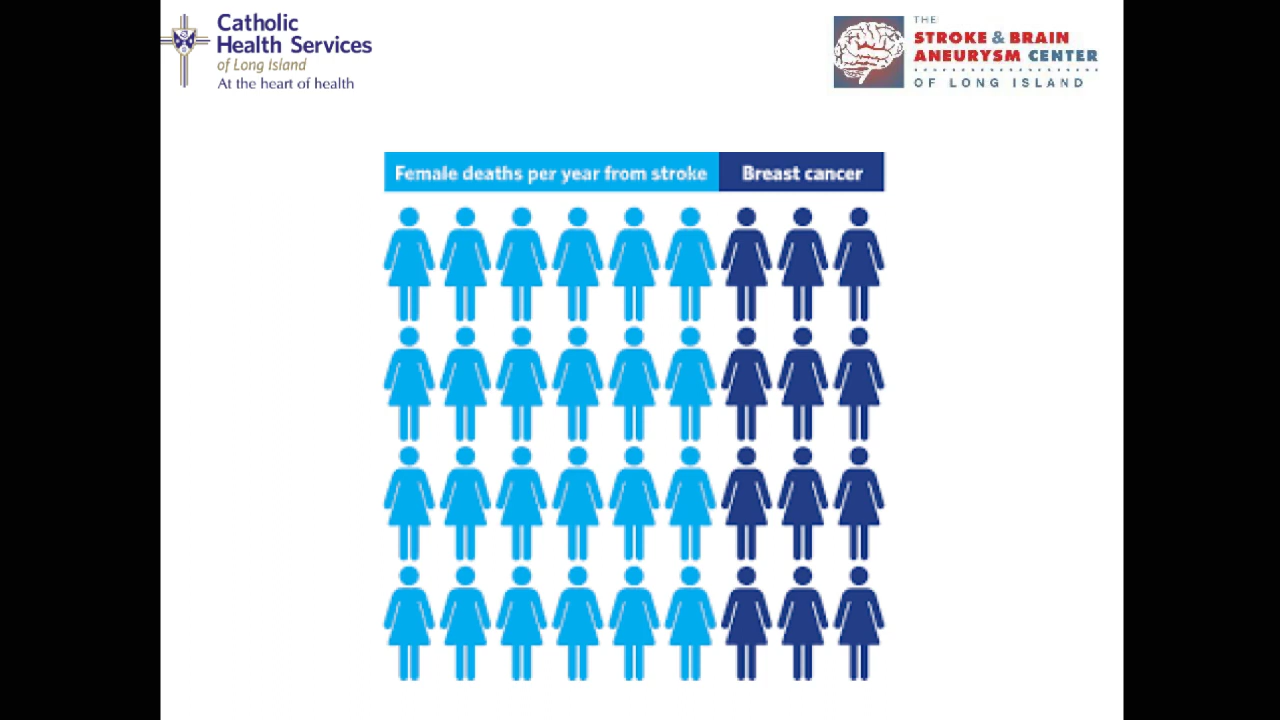 Catholic
Health Services
of Long Island
At the heart of health
THE
STROKE & BRAIN
ANEURYSM CENTER
OF LONG ISLAND
Female deaths per year from stroke
Breast cancer